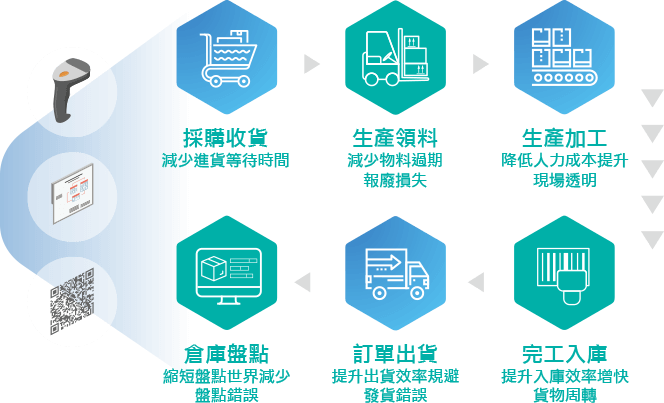 採購收貨
減少進貨等待時間
生產領料
減少物料過期
報廢損失
生產加工
降低人力成本提升
現場透明
倉庫盤點
縮短盤點世界減少
盤點錯誤
訂單出貨
提升出貨效率規避
發貨錯誤
完工入庫
提升入庫效率增快
貨物周轉